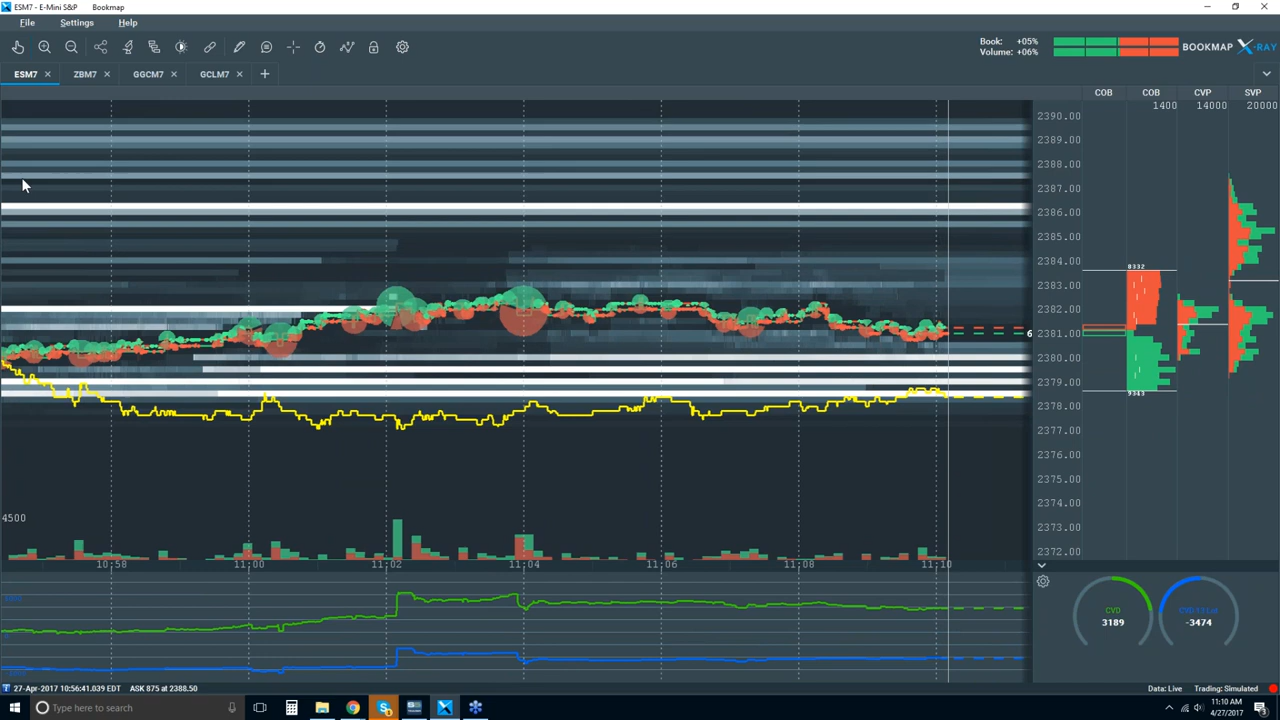 ESM7 - E-Mini S&P Bookmap
File Settings Help
Book: +05%
Volume: +06%
BOOKMAP X-RAY
ESM7 ZBM7 GGCM7 GCLM7
COB COB CVP SVP
1400 14000 20000
2390.00
2389.00
2388.00
2387.00
2386.00
2385.00
2384.00
8332
2383.00
2382.00
2381.00
6
2380.00
2379.00
9343
2378.00
2377.00
2376.00
2375.00
2374.00
4500
2373.00
2372.00
10:58 11:00 11:02 11:04 11:06 11:08 11:10
CVD
3189
-3474
27-Apr-2017 10:56:41.039 EDT ASK 875 at 2388.50
Data: Live Trading: Simulated
Type here to search
11:10 AM
4/27/2017
3